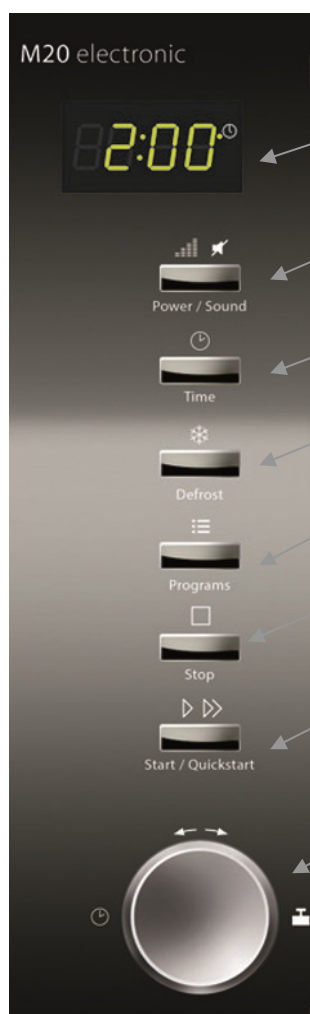 M20 electronic
2:00
Power / Sound
Time
Defrost
Programs
Stop
Start / Quickstart